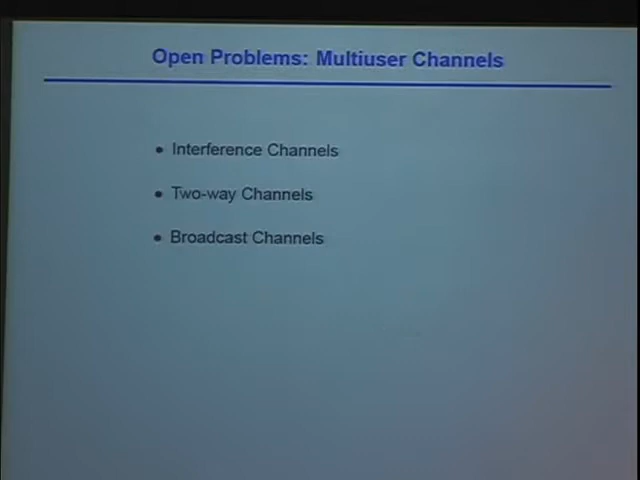 Open Problems: Multiuser Channels
• Interference Channels
• Two-way Channels
• Broadcast Channels